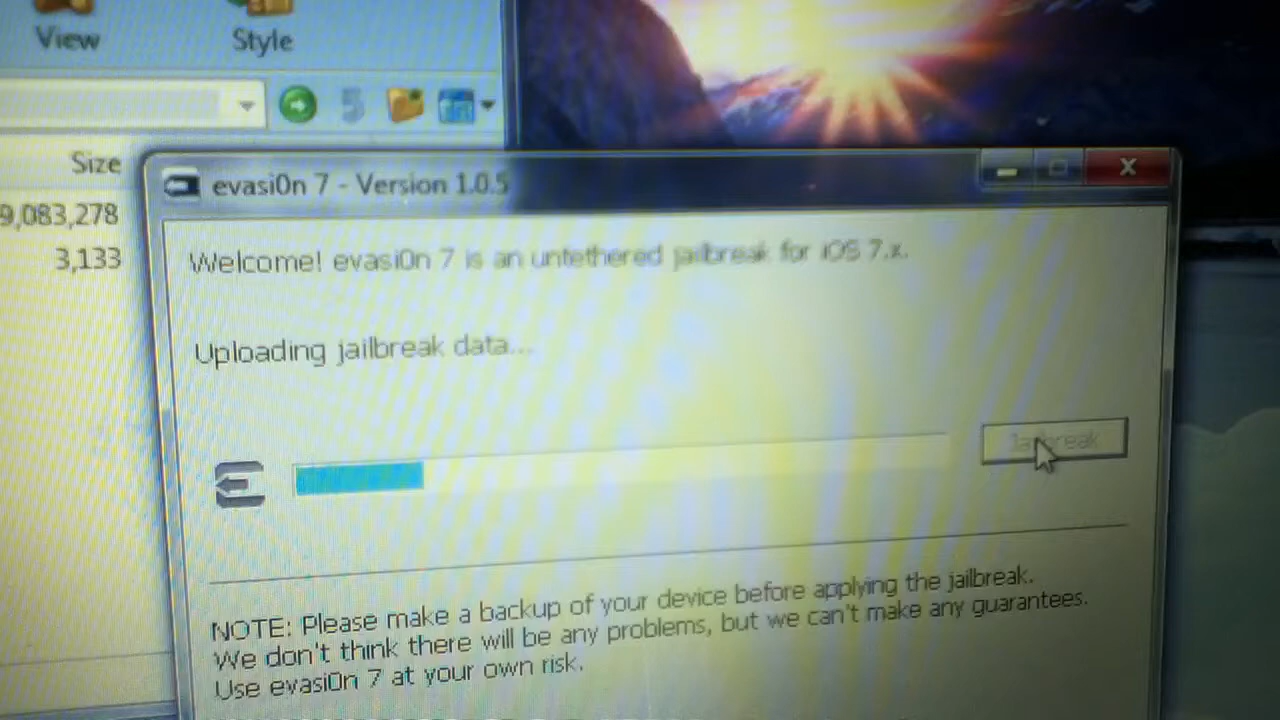 View
Style
Size
9,083,278
3,133
evasi0n 7 - Version 1.0.5
Welcome! evasi0n 7 is an untethered jailbreak for iOS 7.x.
Uploading jailbreak data...
Jailbreak
NOTE: Please make a backup of your device before applying the jailbreak.
We don't think there will be any problems, but we can't make any guarantees.
Use evasi0n 7 at your own risk.